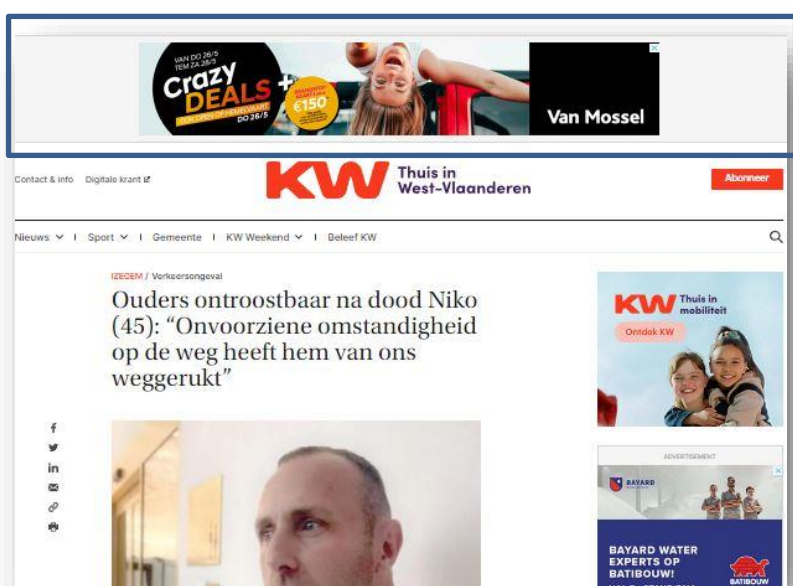 VAN DO 26/5
TEM ZA 28/5
Crazy
DEALS
+
€150
DO 26/5
Van Mossel
Contact & info Digitale krant
KW Thuis in
West-Vlaanderen
Abonneer
Nieuws | Sport | Gemeente | KW Weekend | Beleef KW
IZEGEM / Verkeersongeval
Ouders ontroostbaar na dood Niko
(45): “Onvoorziene omstandigheid
op de weg heeft hem van ons
weggerukt”
KW Thuis in
mobiliteit
Ontdek KW
ADVERTISEMENT
BAYARD
BAYARD WATER
EXPERTS OP
BATIBOUW!
BATIBOUW